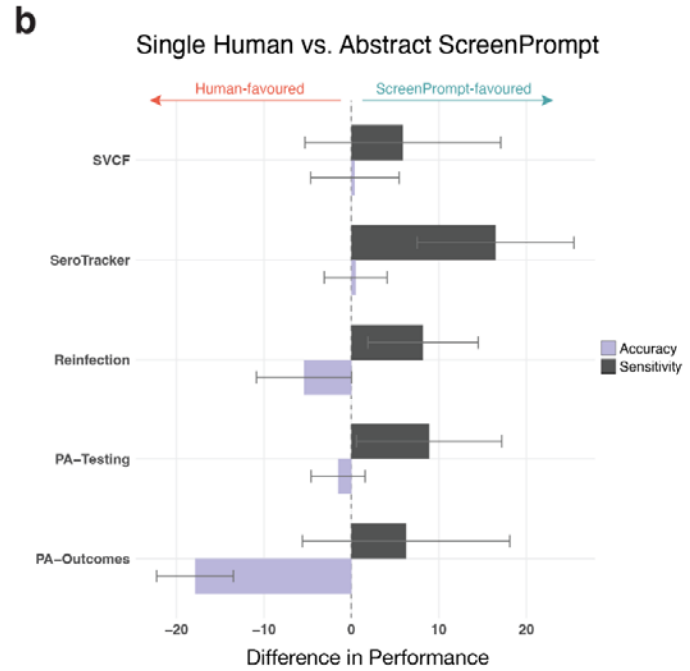 b
Single Human vs. Abstract ScreenPrompt
Human-favoured
ScreenPrompt-favoured
SVCF
SeroTracker
Reinfection
PA-Testing
PA-Outcomes
Accuracy
Sensitivity
−20 −10 0 10 20
Difference in Performance